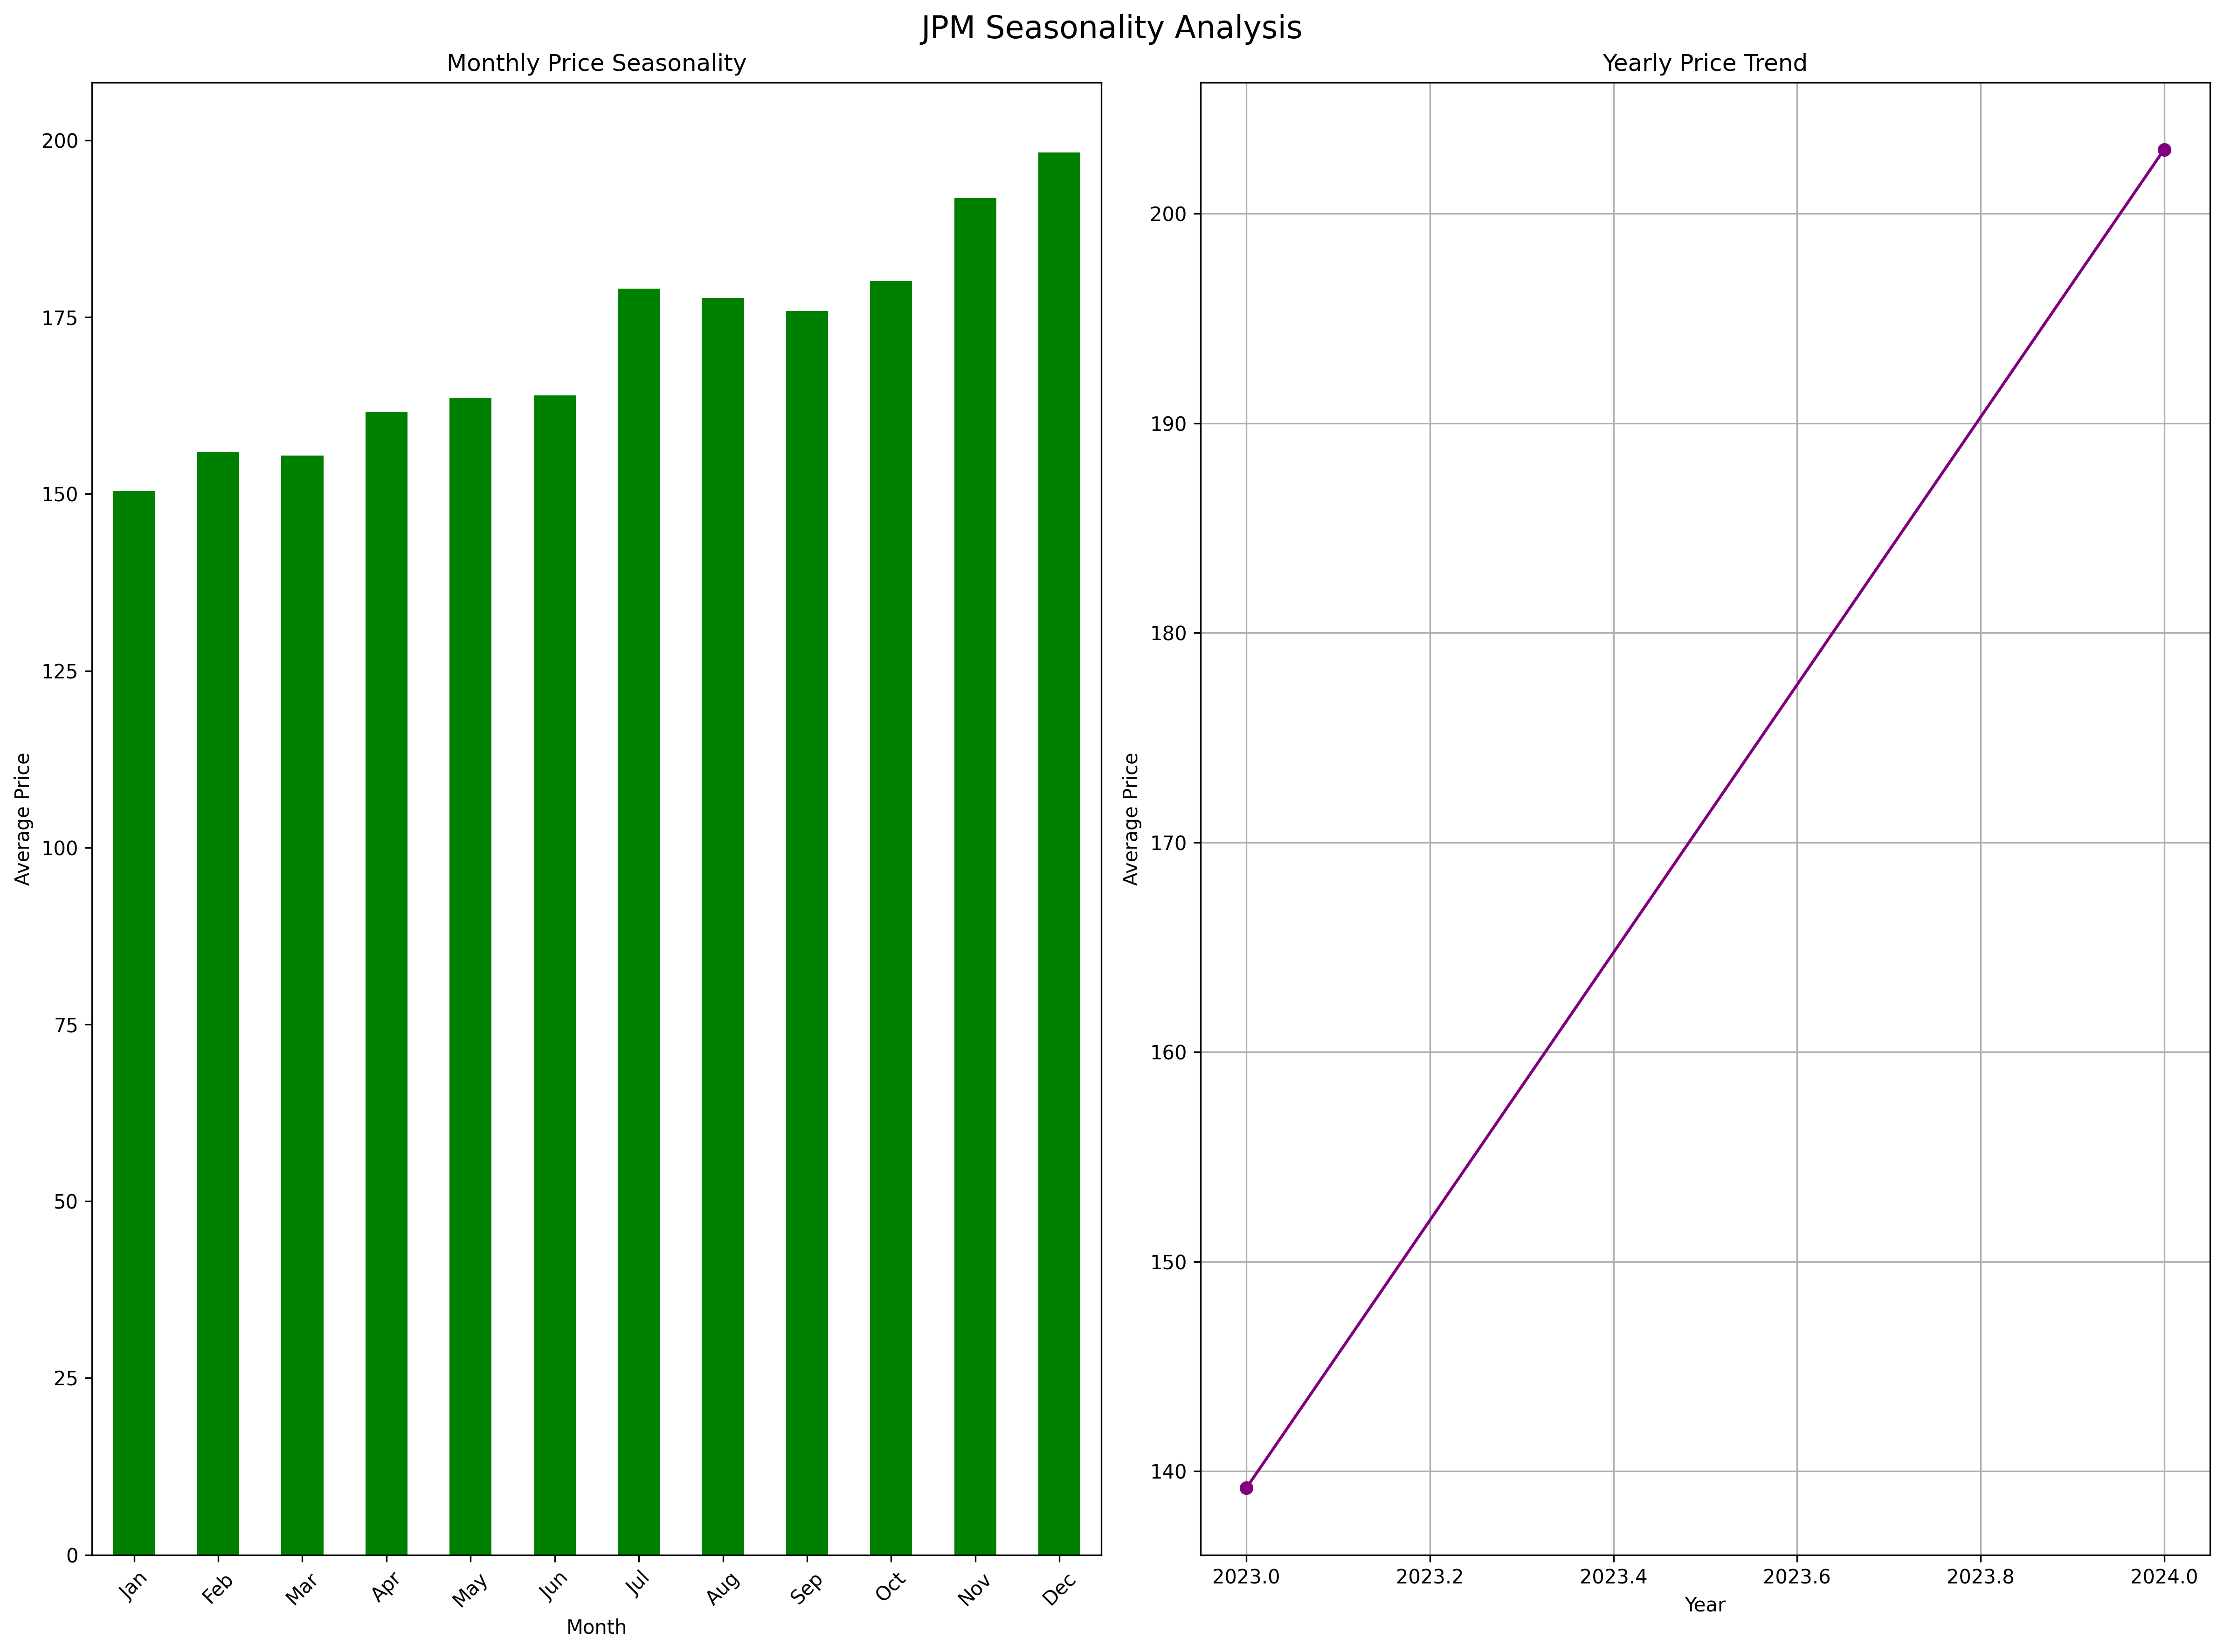 JPM Seasonality Analysis
Monthly Price Seasonality
Average Price
200
175
150
125
100
75
50
25
0
Jan
Feb
Mar
Apr
May
Jun
Jul
Aug
Sep
Oct
Nov
Dec
Month
Yearly Price Trend
Average Price
200
190
180
170
160
150
140
2023.0
2023.2
2023.4
2023.6
2023.8
2024.0
Year